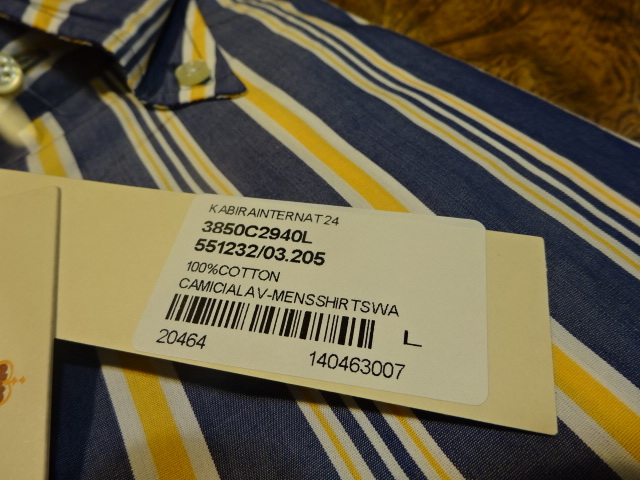 KABIRAINTERNAT24
3850C2940L
551232/03.205
100%COTTON
CAMICIALAV-MENSSHIRTSWA
L
20464
140463007